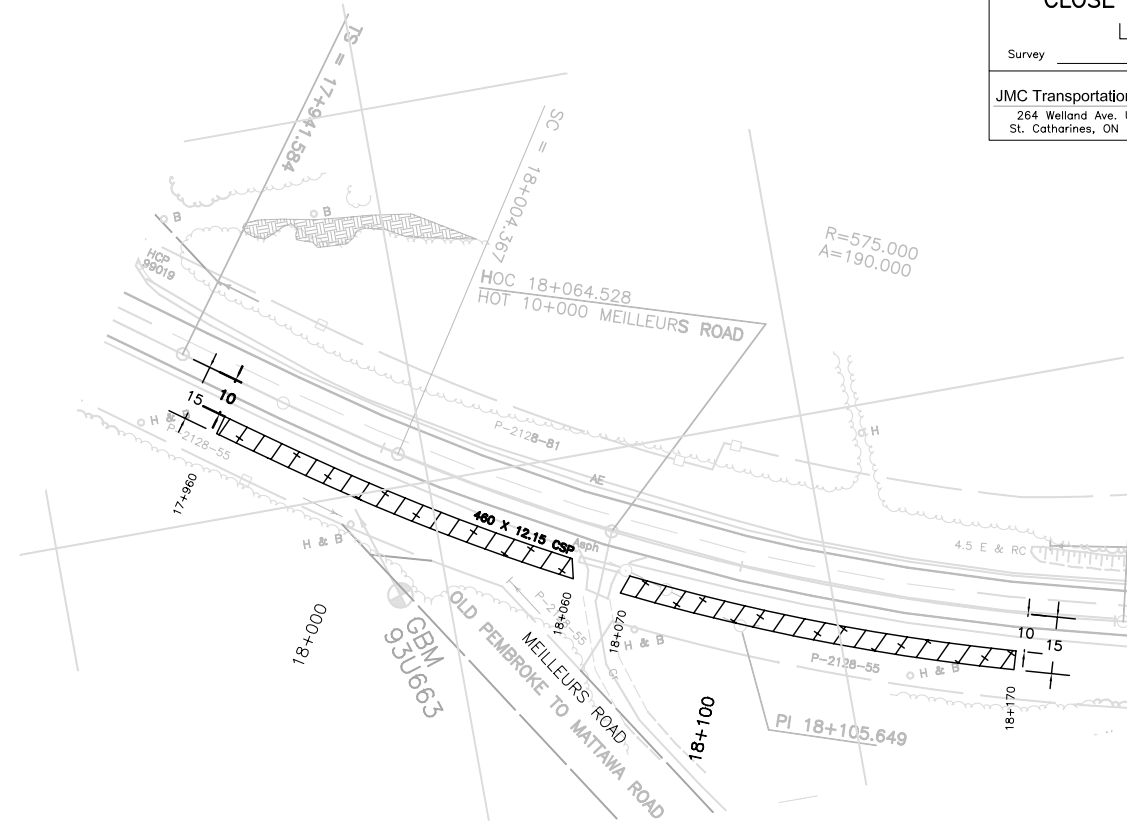 CLOSE
L
Survey
JMC Transportation
264 Welland Ave. U
St. Catharines, ON
TS = 17+941.584
SC = 18+004.367
R=575.000
A=190.000
B
B
HCP
99019
HOC 18+064.528
HOT 10+000 MEILLEURS ROAD
15
10
H & B
P-2128-55
P-2128-81
H
AE
17+960
460 X 12.15 CSP
Asph
H & B
4.5 E & RC
18+060
18+070
P-2128-55
H & B
10
15
P-2128-55
H & B
18+000
GBM
93U663
OLD PEMBROKE TO MATTAWA ROAD
MEILLEURS ROAD
Gr
18+100
PI 18+105.649
18+170